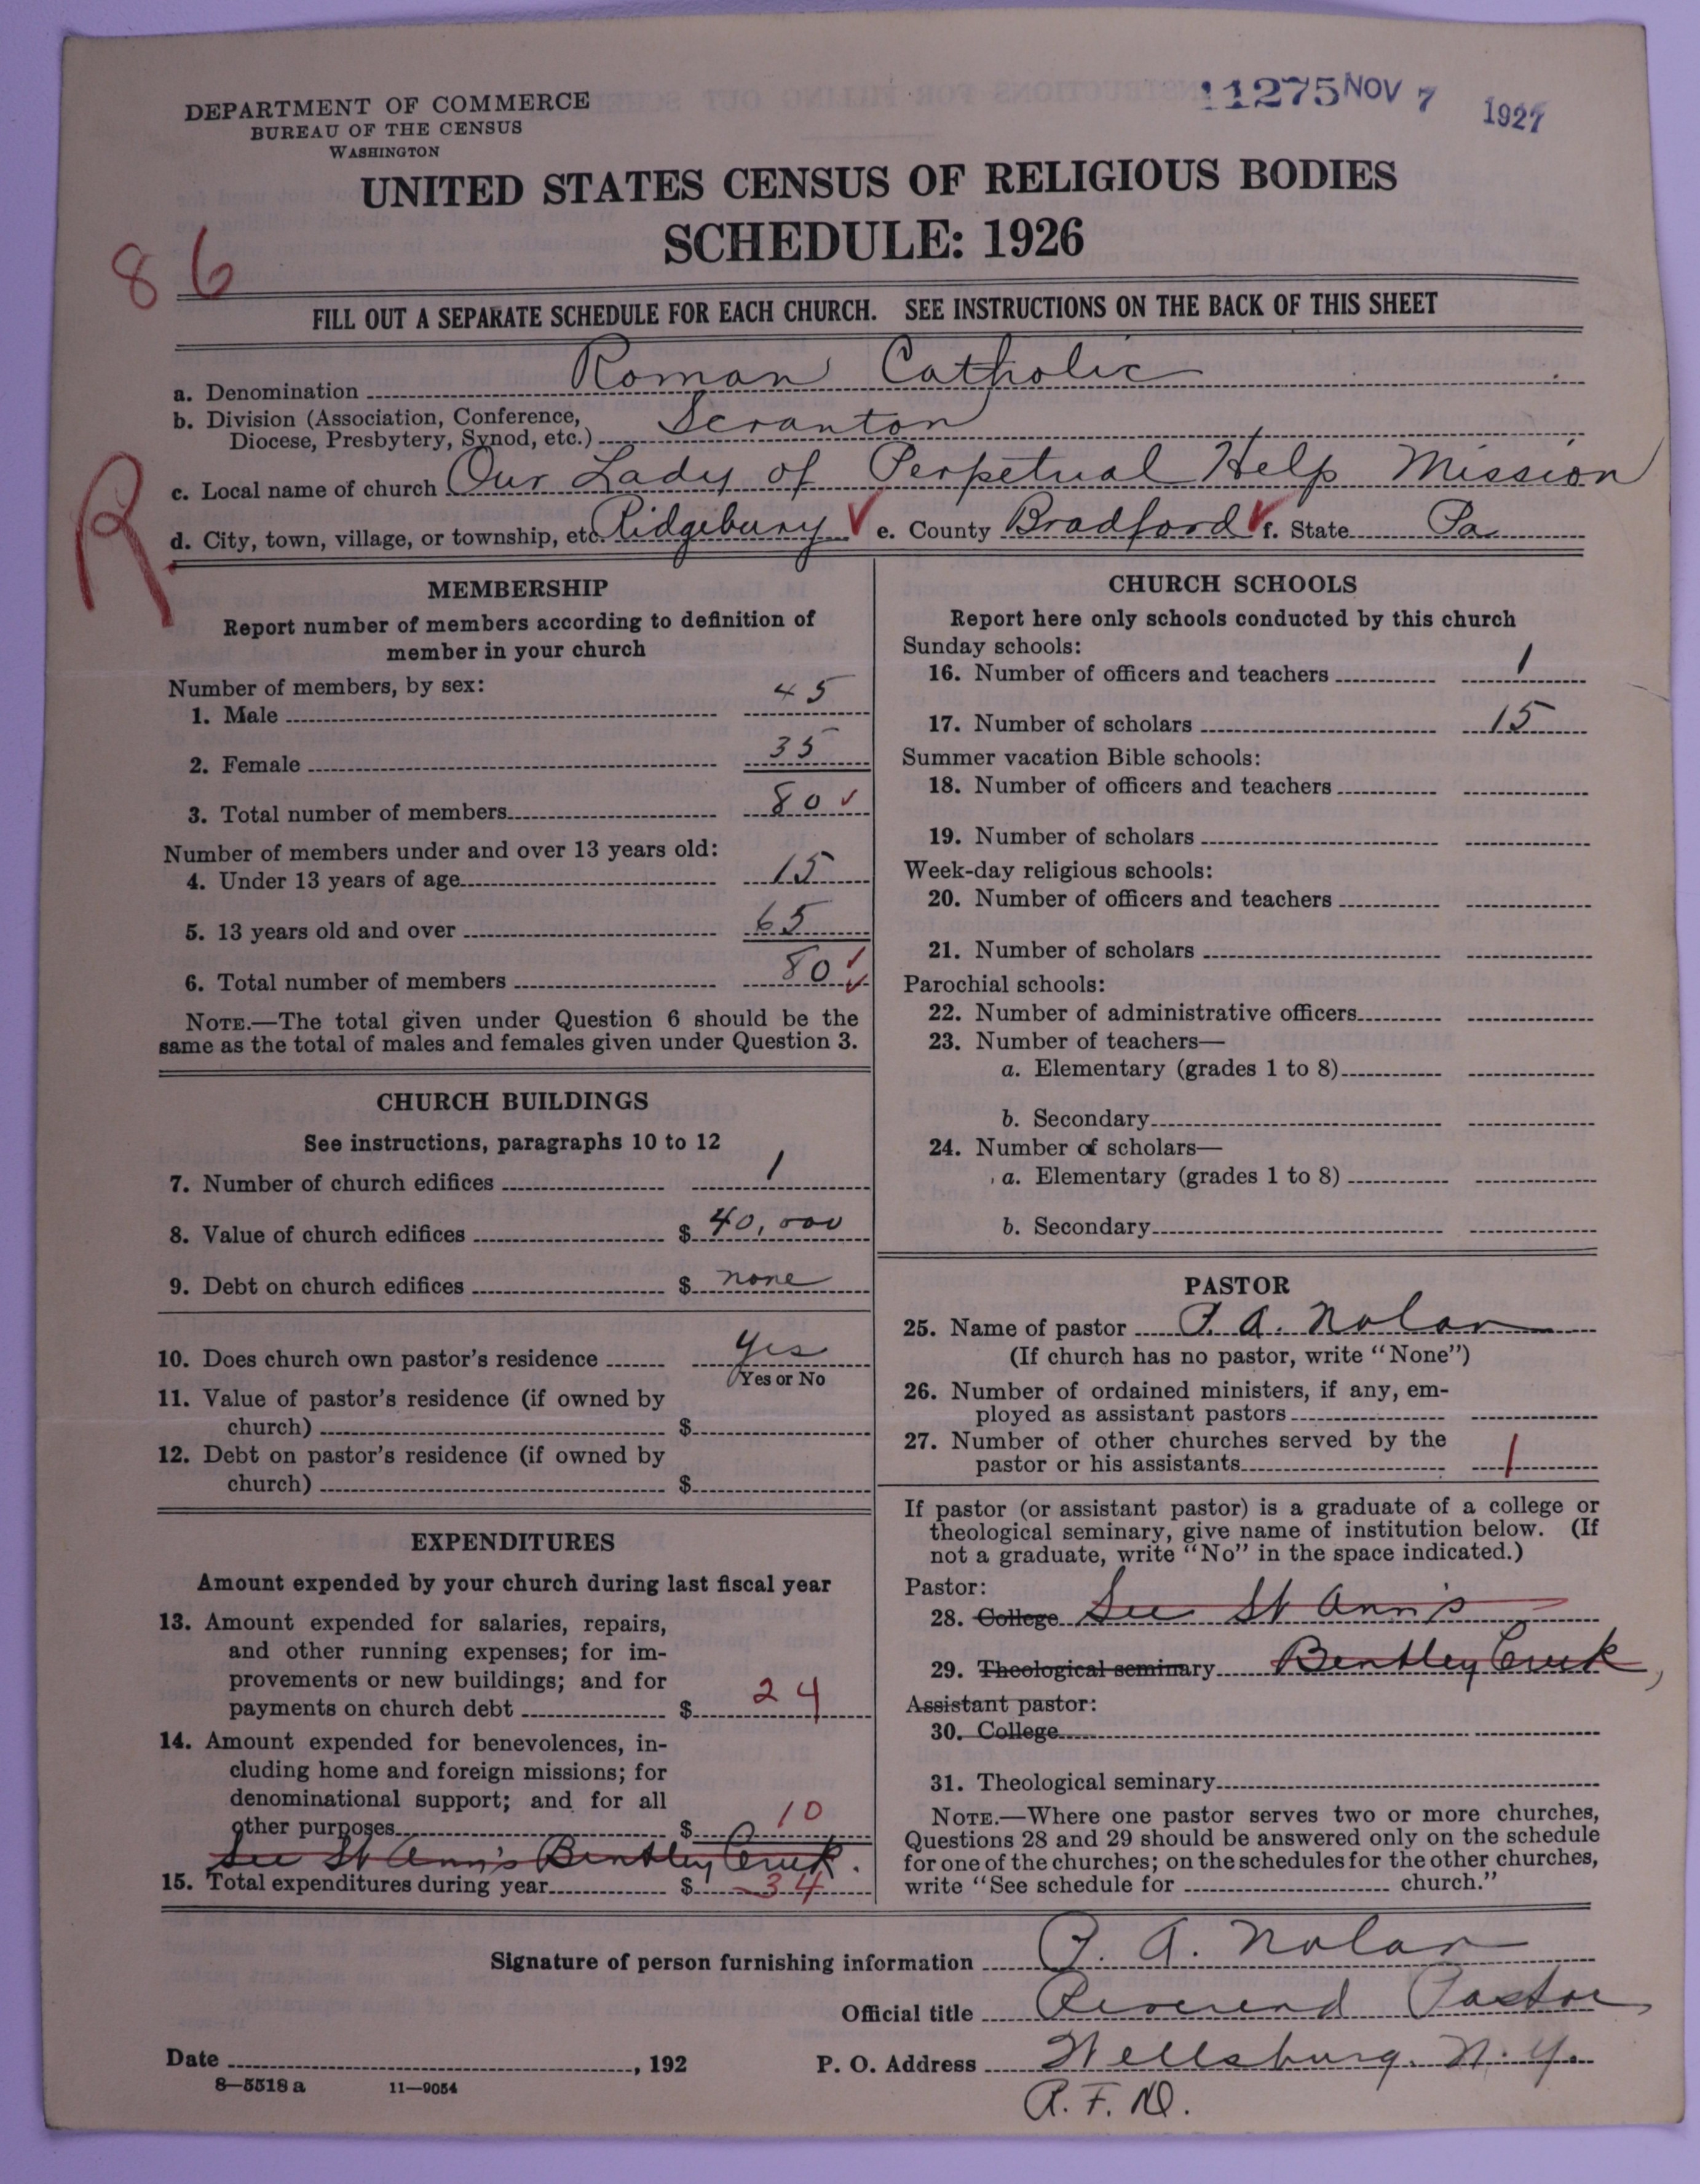 DEPARTMENT OF COMMERCE
BUREAU OF THE CENSUS
WASHINGTON
11275 NOV 7 1927
UNITED STATES CENSUS OF RELIGIOUS BODIES
SCHEDULE: 1926
86
FILL OUT A SEPARATE SCHEDULE FOR EACH CHURCH. SEE INSTRUCTIONS ON THE BACK OF THIS SHEET
a. Denomination Roman Catholic
b. Division (Association, Conference,
Diocese, Presbytery, Synod, etc.) Scranton
R
c. Local name of church Our Lady of Perpetual Help Mission
d. City, town, village, or township, etc. Ridgebury e. County Bradford f. State Pa
MEMBERSHIP
Report number of members according to definition of
member in your church
Number of members, by sex:
1. Male 45
2. Female 35
3. Total number of members 80
Number of members under and over 13 years old:
4. Under 13 years of age 15
5. 13 years old and over 65
6. Total number of members 80
NOTE.—The total given under Question 6 should be the
same as the total of males and females given under Question 3.
CHURCH BUILDINGS
See instructions, paragraphs 10 to 12
7. Number of church edifices 1
8. Value of church edifices $ 40,000
9. Debt on church edifices $ none
10. Does church own pastor's residence yes
Yes or No
11. Value of pastor's residence (if owned by
church) $
12. Debt on pastor's residence (if owned by
church) $
EXPENDITURES
Amount expended by your church during last fiscal year
13. Amount expended for salaries, repairs,
and other running expenses; for im-
provements or new buildings; and for
payments on church debt $ 24
14. Amount expended for benevolences, in-
cluding home and foreign missions; for
denominational support; and for all
other purposes $ 10
See St Ann's Bentley Creek.
15. Total expenditures during year $ 34
CHURCH SCHOOLS
Report here only schools conducted by this church
Sunday schools:
16. Number of officers and teachers 1
17. Number of scholars 15
Summer vacation Bible schools:
18. Number of officers and teachers
19. Number of scholars
Week-day religious schools:
20. Number of officers and teachers
21. Number of scholars
Parochial schools:
22. Number of administrative officers
23. Number of teachers—
a. Elementary (grades 1 to 8)
b. Secondary
24. Number of scholars—
a. Elementary (grades 1 to 8)
b. Secondary
PASTOR
25. Name of pastor P. A. Nolan
(If church has no pastor, write "None")
26. Number of ordained ministers, if any, em-
ployed as assistant pastors
27. Number of other churches served by the
pastor or his assistants 1
If pastor (or assistant pastor) is a graduate of a college or
theological seminary, give name of institution below. (If
not a graduate, write "No" in the space indicated.)
Pastor:
28. College See St Ann's
29. Theological seminary Bentley Creek,
Assistant pastor:
30. College
31. Theological seminary
NOTE.—Where one pastor serves two or more churches,
Questions 28 and 29 should be answered only on the schedule
for one of the churches; on the schedules for the other churches,
write "See schedule for church."
Signature of person furnishing information P. A. Nolan
Official title Reverend Pastor
Date , 192 P. O. Address Wellsburg. N. Y.
8—5518 a 11—9054
R. F. D.